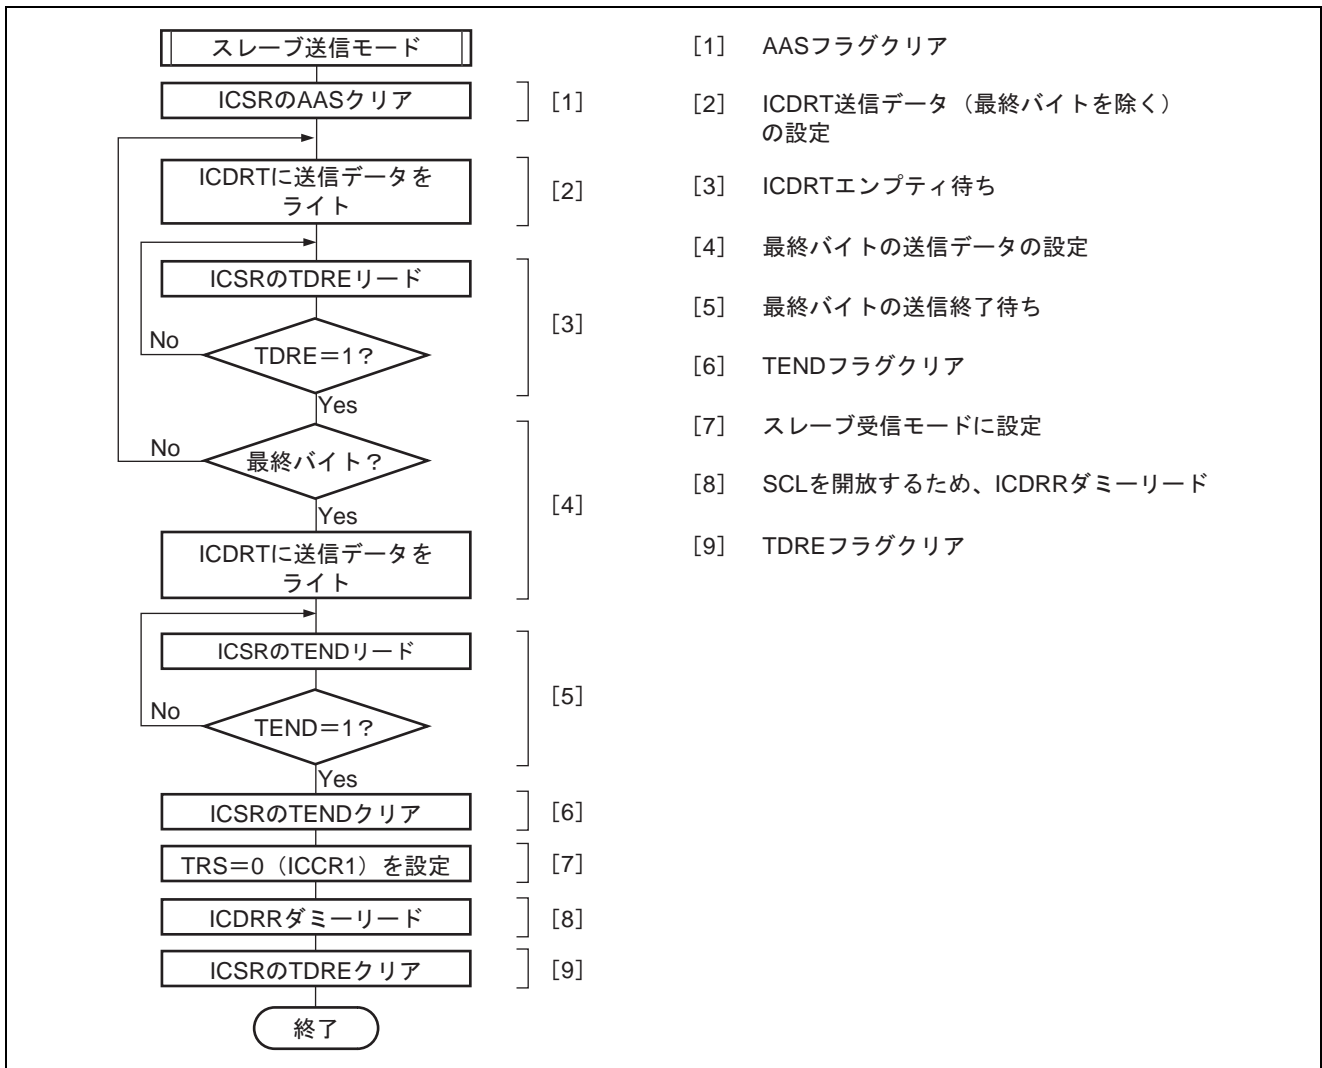 スレーブ送信モード
ICSRのAASクリア
[1]
ICDRTに送信データを
ライト
[2]
ICSRのTDREリード
[3]
No
TDRE＝1？
Yes
No
最終バイト？
[4]
Yes
ICDRTに送信データを
ライト
ICSRのTENDリード
[5]
No
TEND＝1？
Yes
ICSRのTENDクリア
[6]
TRS＝0（ICCR1）を設定
[7]
ICDRRダミーリード
[8]
ICSRのTDREクリア
[9]
終了
[1] AASフラグクリア
[2] ICDRT送信データ（最終バイトを除く）
の設定
[3] ICDRTエンプティ待ち
[4] 最終バイトの送信データの設定
[5] 最終バイトの送信終了待ち
[6] TENDフラグクリア
[7] スレーブ受信モードに設定
[8] SCLを開放するため、ICDRRダミーリード
[9] TDREフラグクリア